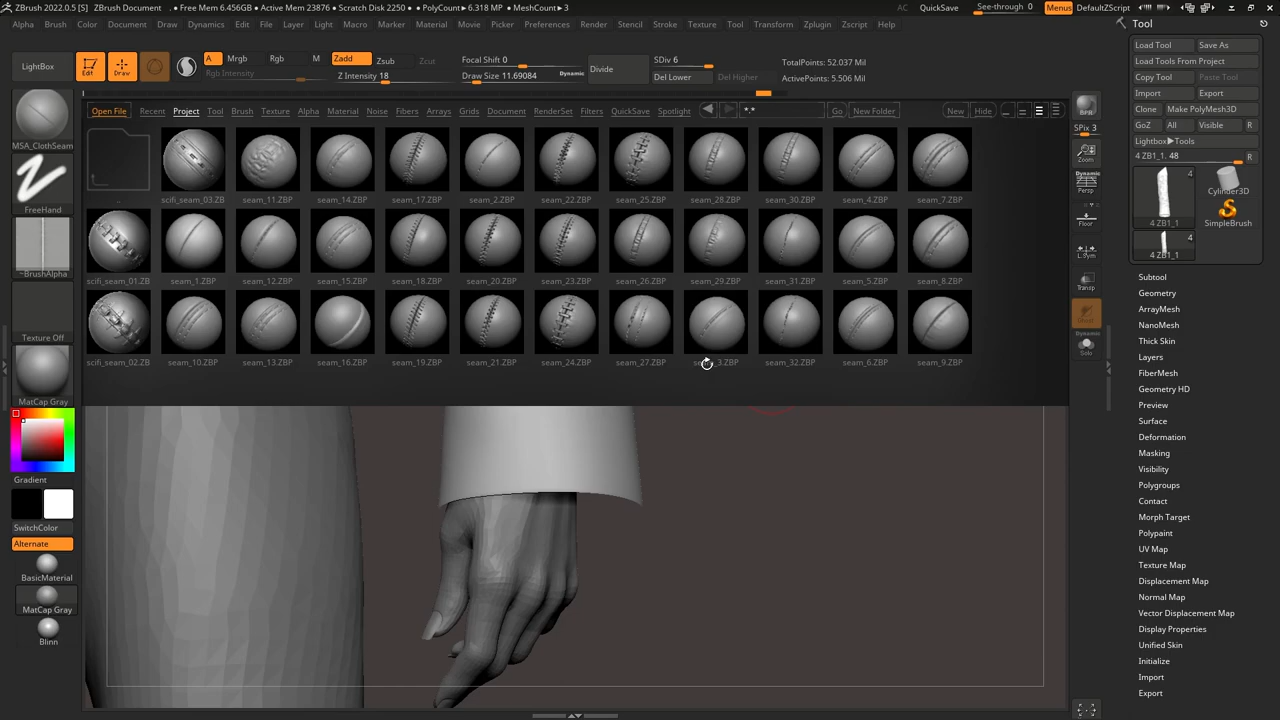 ZBrush 2022.0.5 [S]   ZBrush Document   . • Free Mem 6.456GB • Active Mem 23876 • Scratch Disk 2250 • PolyCount► 6.318 MP • MeshCount► 3
AC QuickSave See-through 0 Menus DefaultZScript
Alpha Brush Color Document Draw Dynamics Edit File Layer Light Macro Marker Material Movie Picker Preferences Render Stencil Stroke Texture Tool Transform Zplugin Zscript Help
LightBox Edit Draw A Mrgb Rgb M Zadd Zsub Zcut Focal Shift 0 Divide SDiv 6 TotalPoints: 52.037 Mil
Rgb Intensity Z Intensity 18 Draw Size 11.69084 Dynamic Del Lower Del Higher ActivePoints: 5.506 Mil
Open File Recent Project Tool Brush Texture Alpha Material Noise Fibers Arrays Grids Document RenderSet Filters QuickSave Spotlight *.* Go New Folder New Hide
.. scifi_seam_03.ZB seam_11.ZBP seam_14.ZBP seam_17.ZBP seam_2.ZBP seam_22.ZBP seam_25.ZBP seam_28.ZBP seam_30.ZBP seam_4.ZBP seam_7.ZBP
scifi_seam_01.ZB seam_1.ZBP seam_12.ZBP seam_15.ZBP seam_18.ZBP seam_20.ZBP seam_23.ZBP seam_26.ZBP seam_29.ZBP seam_31.ZBP seam_5.ZBP seam_8.ZBP
scifi_seam_02.ZB seam_10.ZBP seam_13.ZBP seam_16.ZBP seam_19.ZBP seam_21.ZBP seam_24.ZBP seam_27.ZBP seam_3.ZBP seam_32.ZBP seam_6.ZBP seam_9.ZBP
MSA_ClothSeam
FreeHand
~BrushAlpha
Texture Off
MatCap Gray
Gradient
SwitchColor
Alternate
BasicMaterial
MatCap Gray
Blinn
BPR
SPix 3
Zoom
Dynamic
Persp
Floor
L.Sym
Transp
Ghost
Dynamic
Solo
Tool
Load Tool Save As
Load Tools From Project
Copy Tool Paste Tool
Import Export
Clone Make PolyMesh3D
GoZ All Visible R
Lightbox►Tools
4 ZB1_1. 48 R
4
Cylinder3D
4 ZB1_1 SimpleBrush
4
4 ZB1_1
Subtool
Geometry
ArrayMesh
NanoMesh
Thick Skin
Layers
FiberMesh
Geometry HD
Preview
Surface
Deformation
Masking
Visibility
Polygroups
Contact
Morph Target
Polypaint
UV Map
Texture Map
Displacement Map
Normal Map
Vector Displacement Map
Display Properties
Unified Skin
Initialize
Import
Export